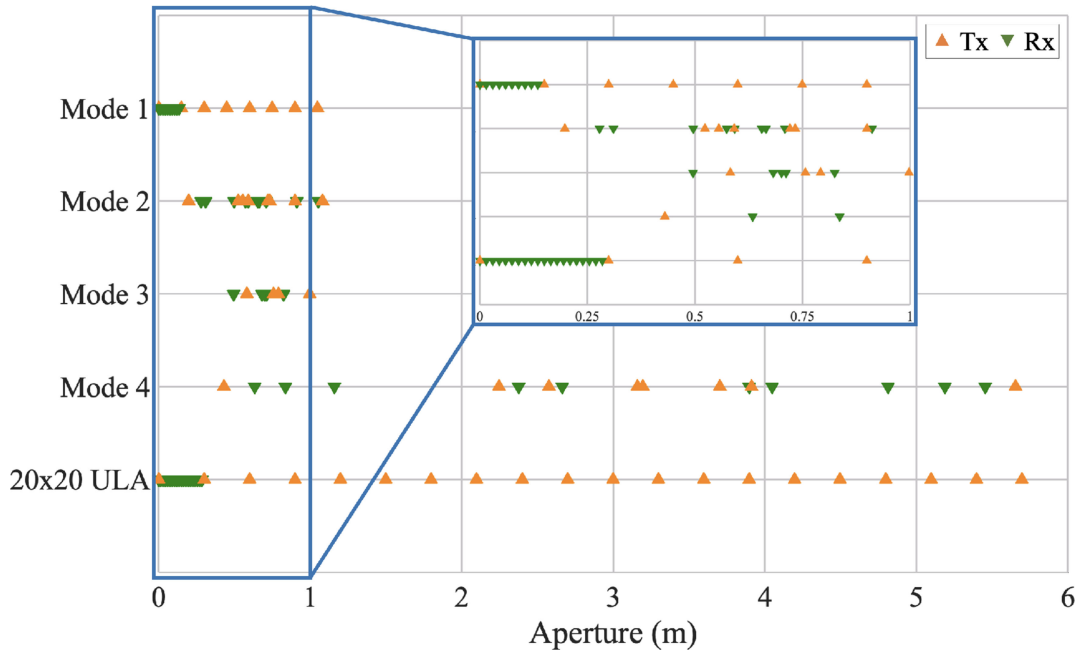 Tx Rx
Mode 1
Mode 2
Mode 3
Mode 4
20x20 ULA
0 0.25 0.5 0.75 1
0 1 2 3 4 5 6
Aperture (m)